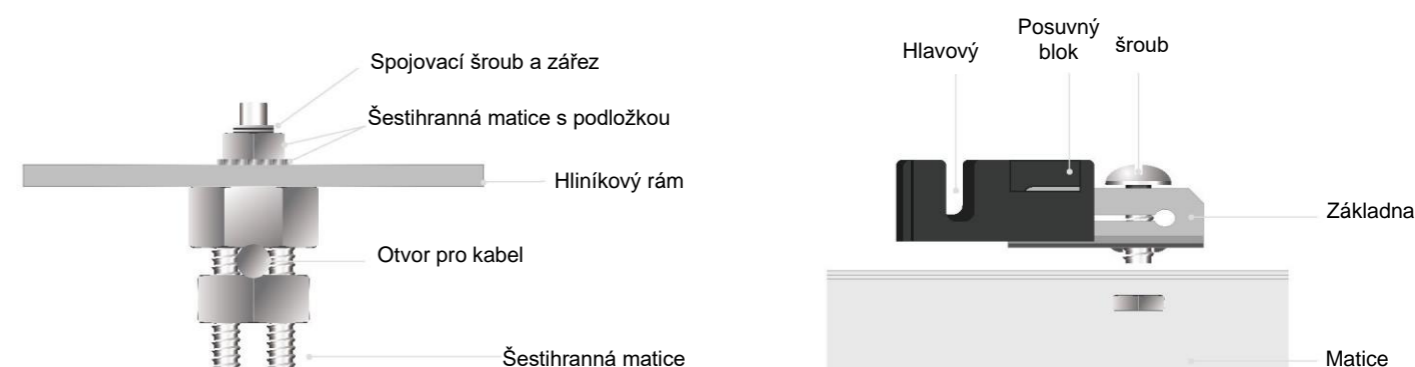 Spojovací šroub a zářez
Šestihranná matice s podložkou
Hliníkový rám
Otvor pro kabel
Šestihranná matice
Hlavový
Posuvný
blok
šroub
Základna
Matice